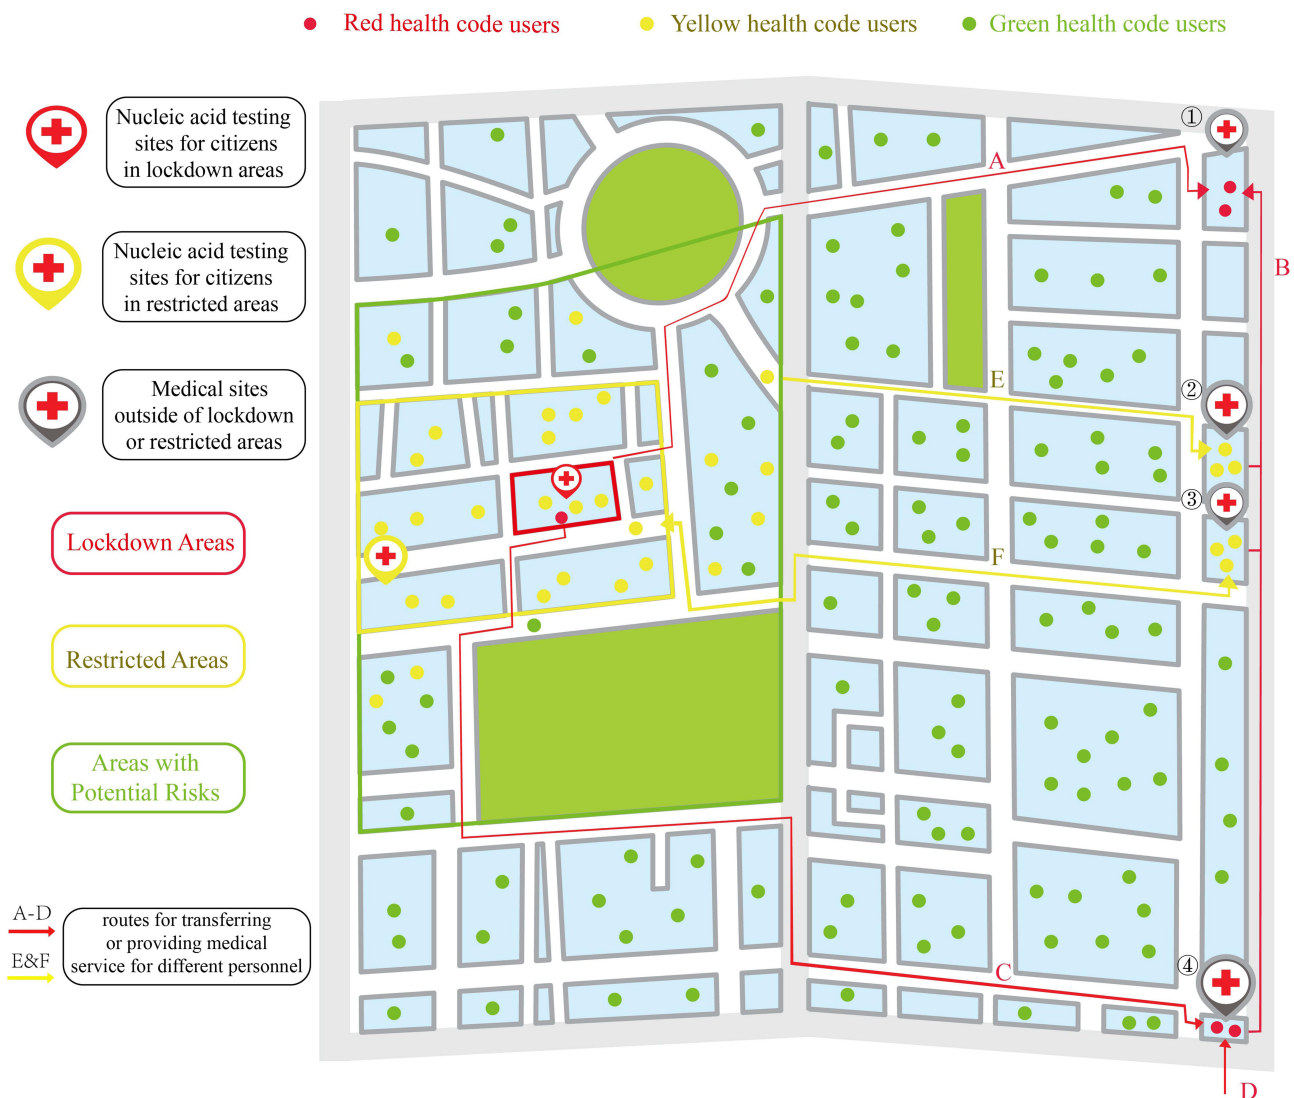 Red health code users
Yellow health code users
Green health code users
Nucleic acid testing
sites for citizens
in lockdown areas
Nucleic acid testing
sites for citizens
in restricted areas
Medical sites
outside of lockdown
or restricted areas
Lockdown Areas
Restricted Areas
Areas with
Potential Risks
A-D
E&F
routes for transferring
or providing medical
service for different personnel
①
A
B
E
②
③
F
④
C
D